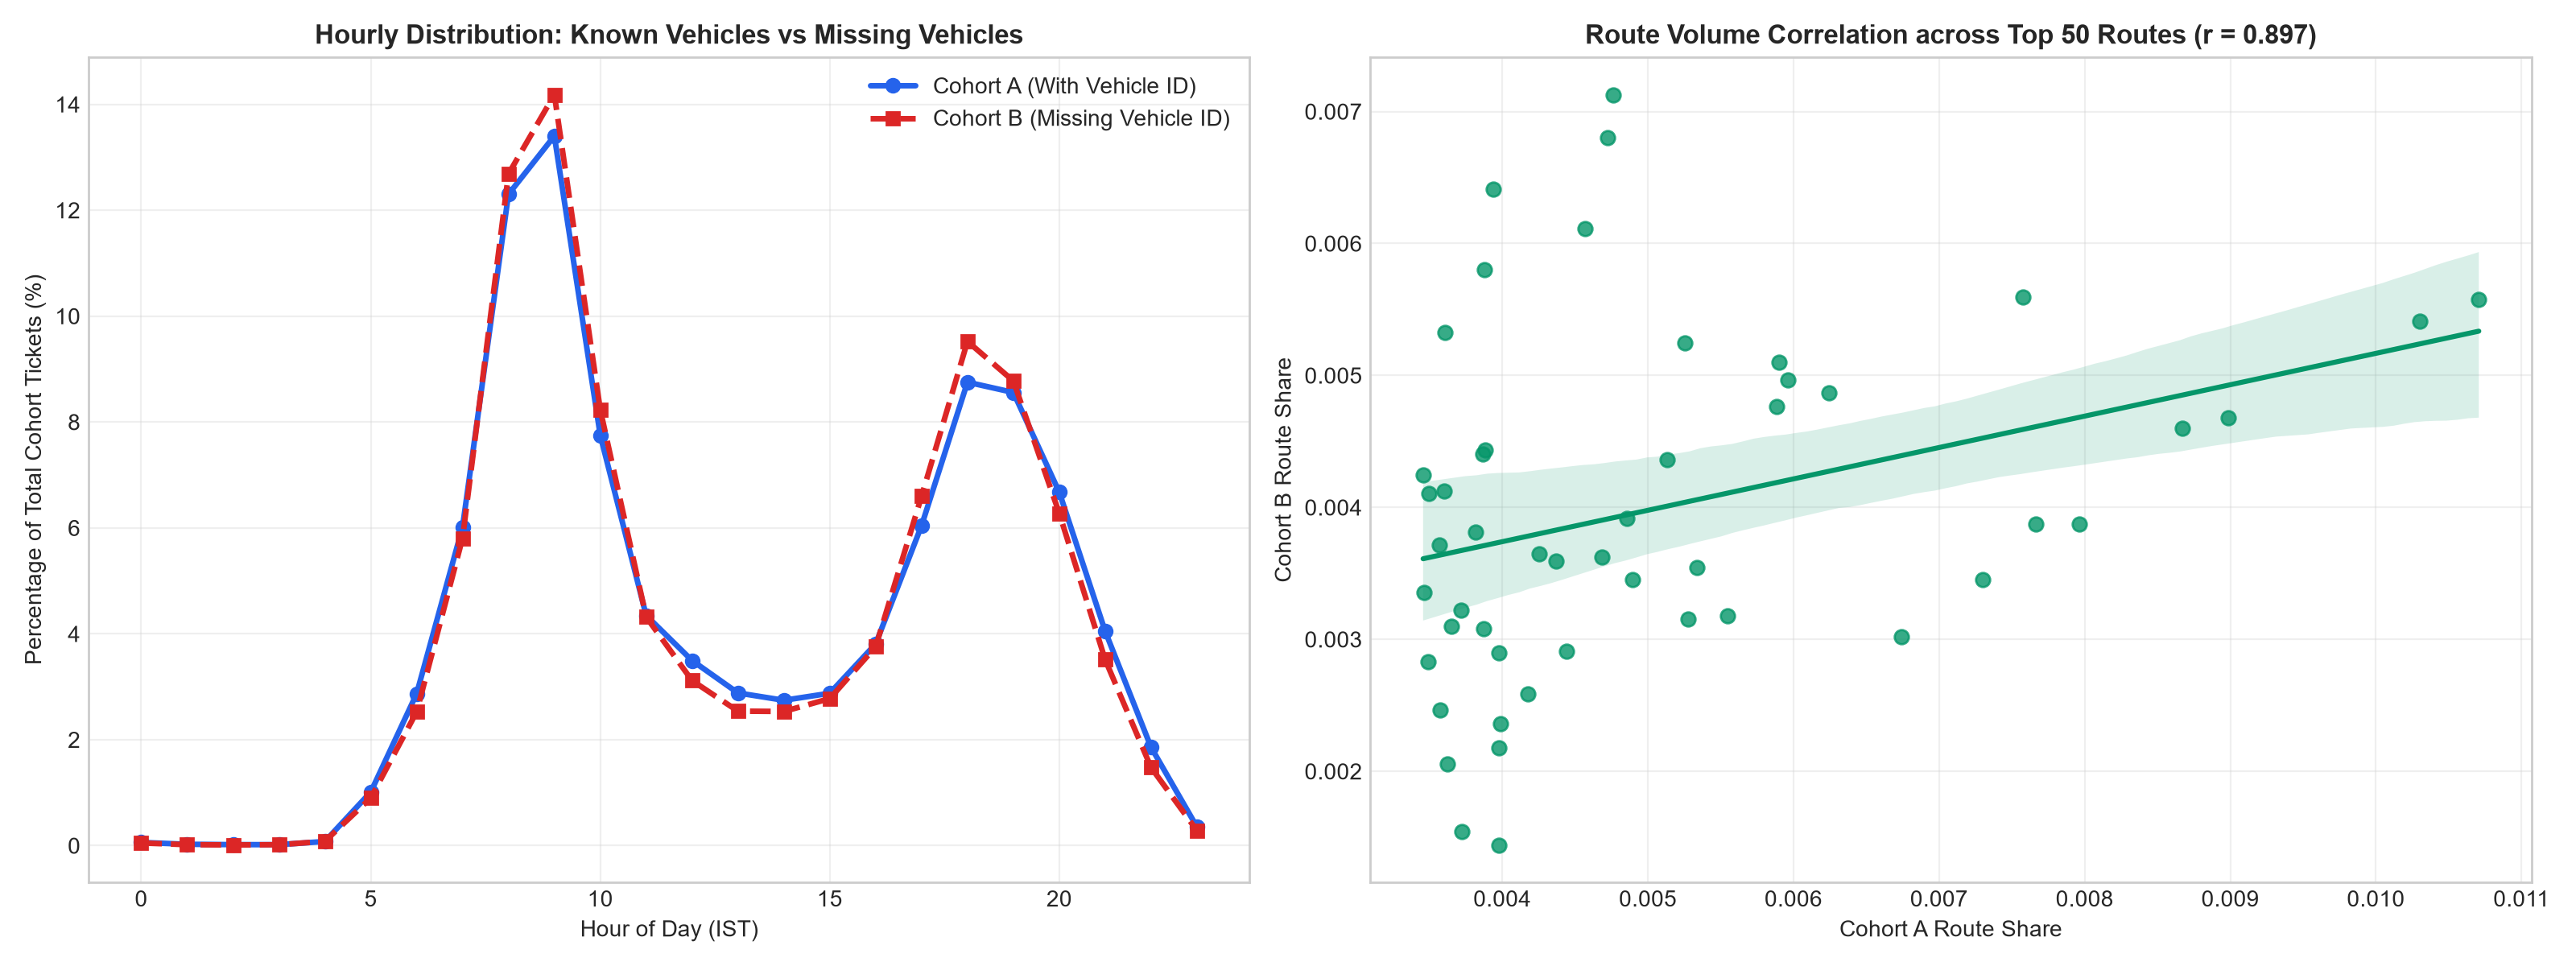 Hourly Distribution: Known Vehicles vs Missing Vehicles
Cohort A (With Vehicle ID)
Cohort B (Missing Vehicle ID)
Percentage of Total Cohort Tickets (%)
14
12
10
8
6
4
2
0
0 5 10 15 20
Hour of Day (IST)
Route Volume Correlation across Top 50 Routes (r = 0.897)
Cohort B Route Share
0.007
0.006
0.005
0.004
0.003
0.002
0.004 0.005 0.006 0.007 0.008 0.009 0.010 0.011
Cohort A Route Share